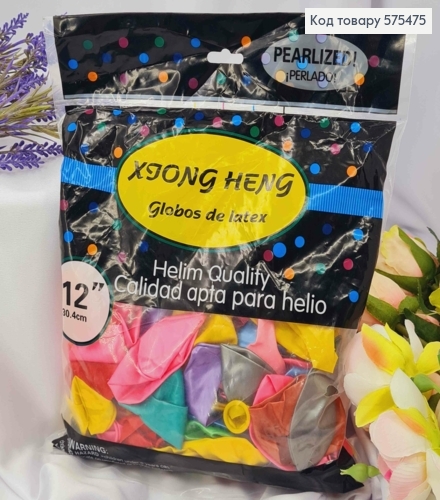 Код товару 575475
PEARLIZED!
¡PERLADO!
XIONG HENG
Globos de latex
Helim Quality
Calidad apta para helio
12"
30.4cm
WARNING: